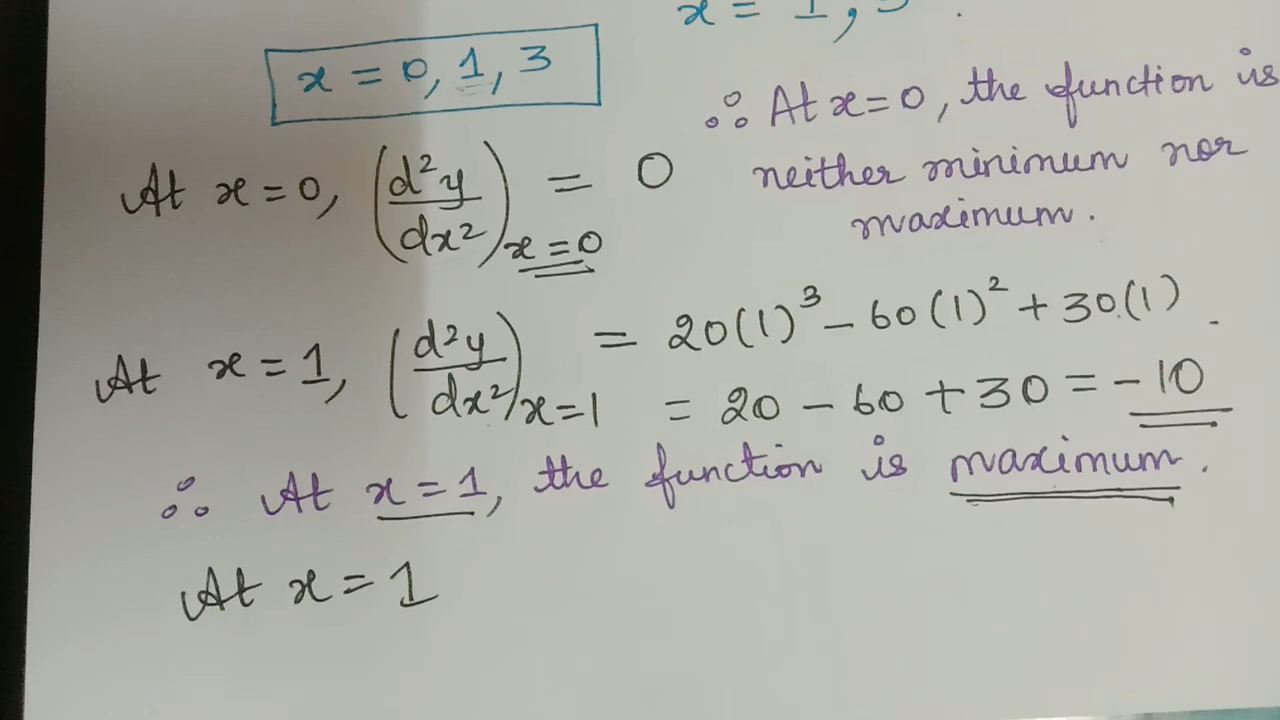 x = 1,
x = 0, 1, 3
∴ At x=0, the function is
neither minimum nor
maximum.
At x=0, (d²y/dx²)x=0 = 0
At x=1, (d²y/dx²)x=1 = 20(1)³ - 60(1)² + 30(1)
= 20 - 60 + 30 = -10
∴ At x=1, the function is maximum.
At x=1